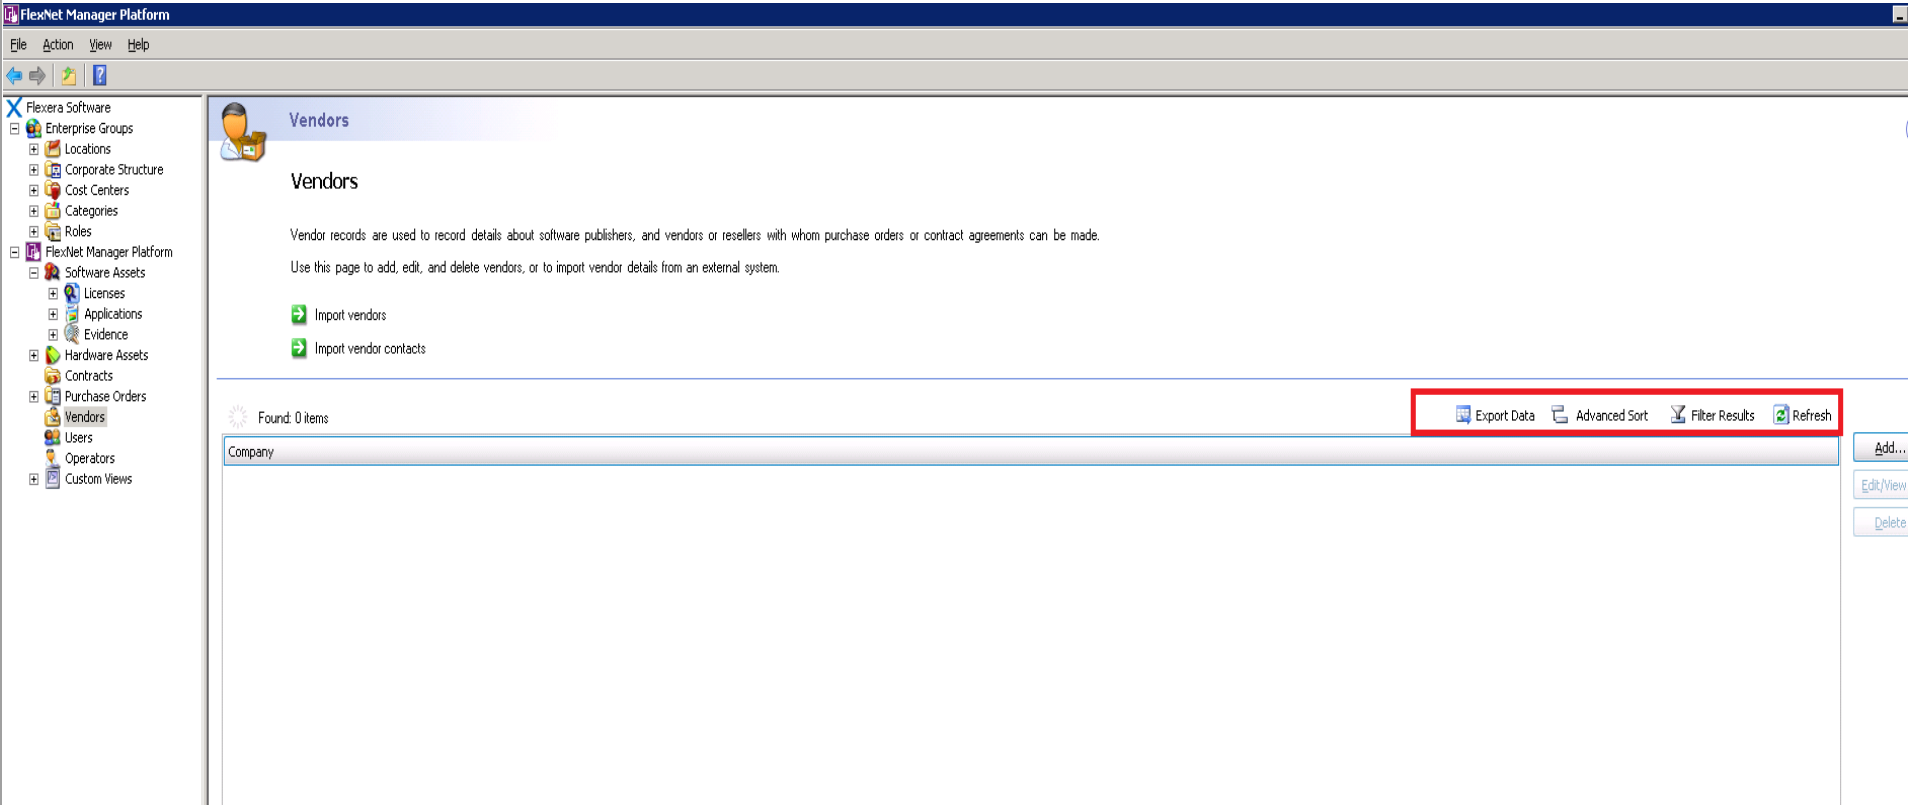 FlexNet Manager Platform
File Action View Help
Flexera Software
Enterprise Groups
Locations
Corporate Structure
Cost Centers
Categories
Roles
FlexNet Manager Platform
Software Assets
Licenses
Applications
Evidence
Hardware Assets
Contracts
Purchase Orders
Vendors
Users
Operators
Custom Views
Vendors
Vendors
Vendor records are used to record details about software publishers, and vendors or resellers with whom purchase orders or contract agreements can be made.
Use this page to add, edit, and delete vendors, or to import vendor details from an external system.
Import vendors
Import vendor contacts
Found: 0 items
Export Data Advanced Sort Filter Results Refresh
Company
Add...
Edit/View
Delete